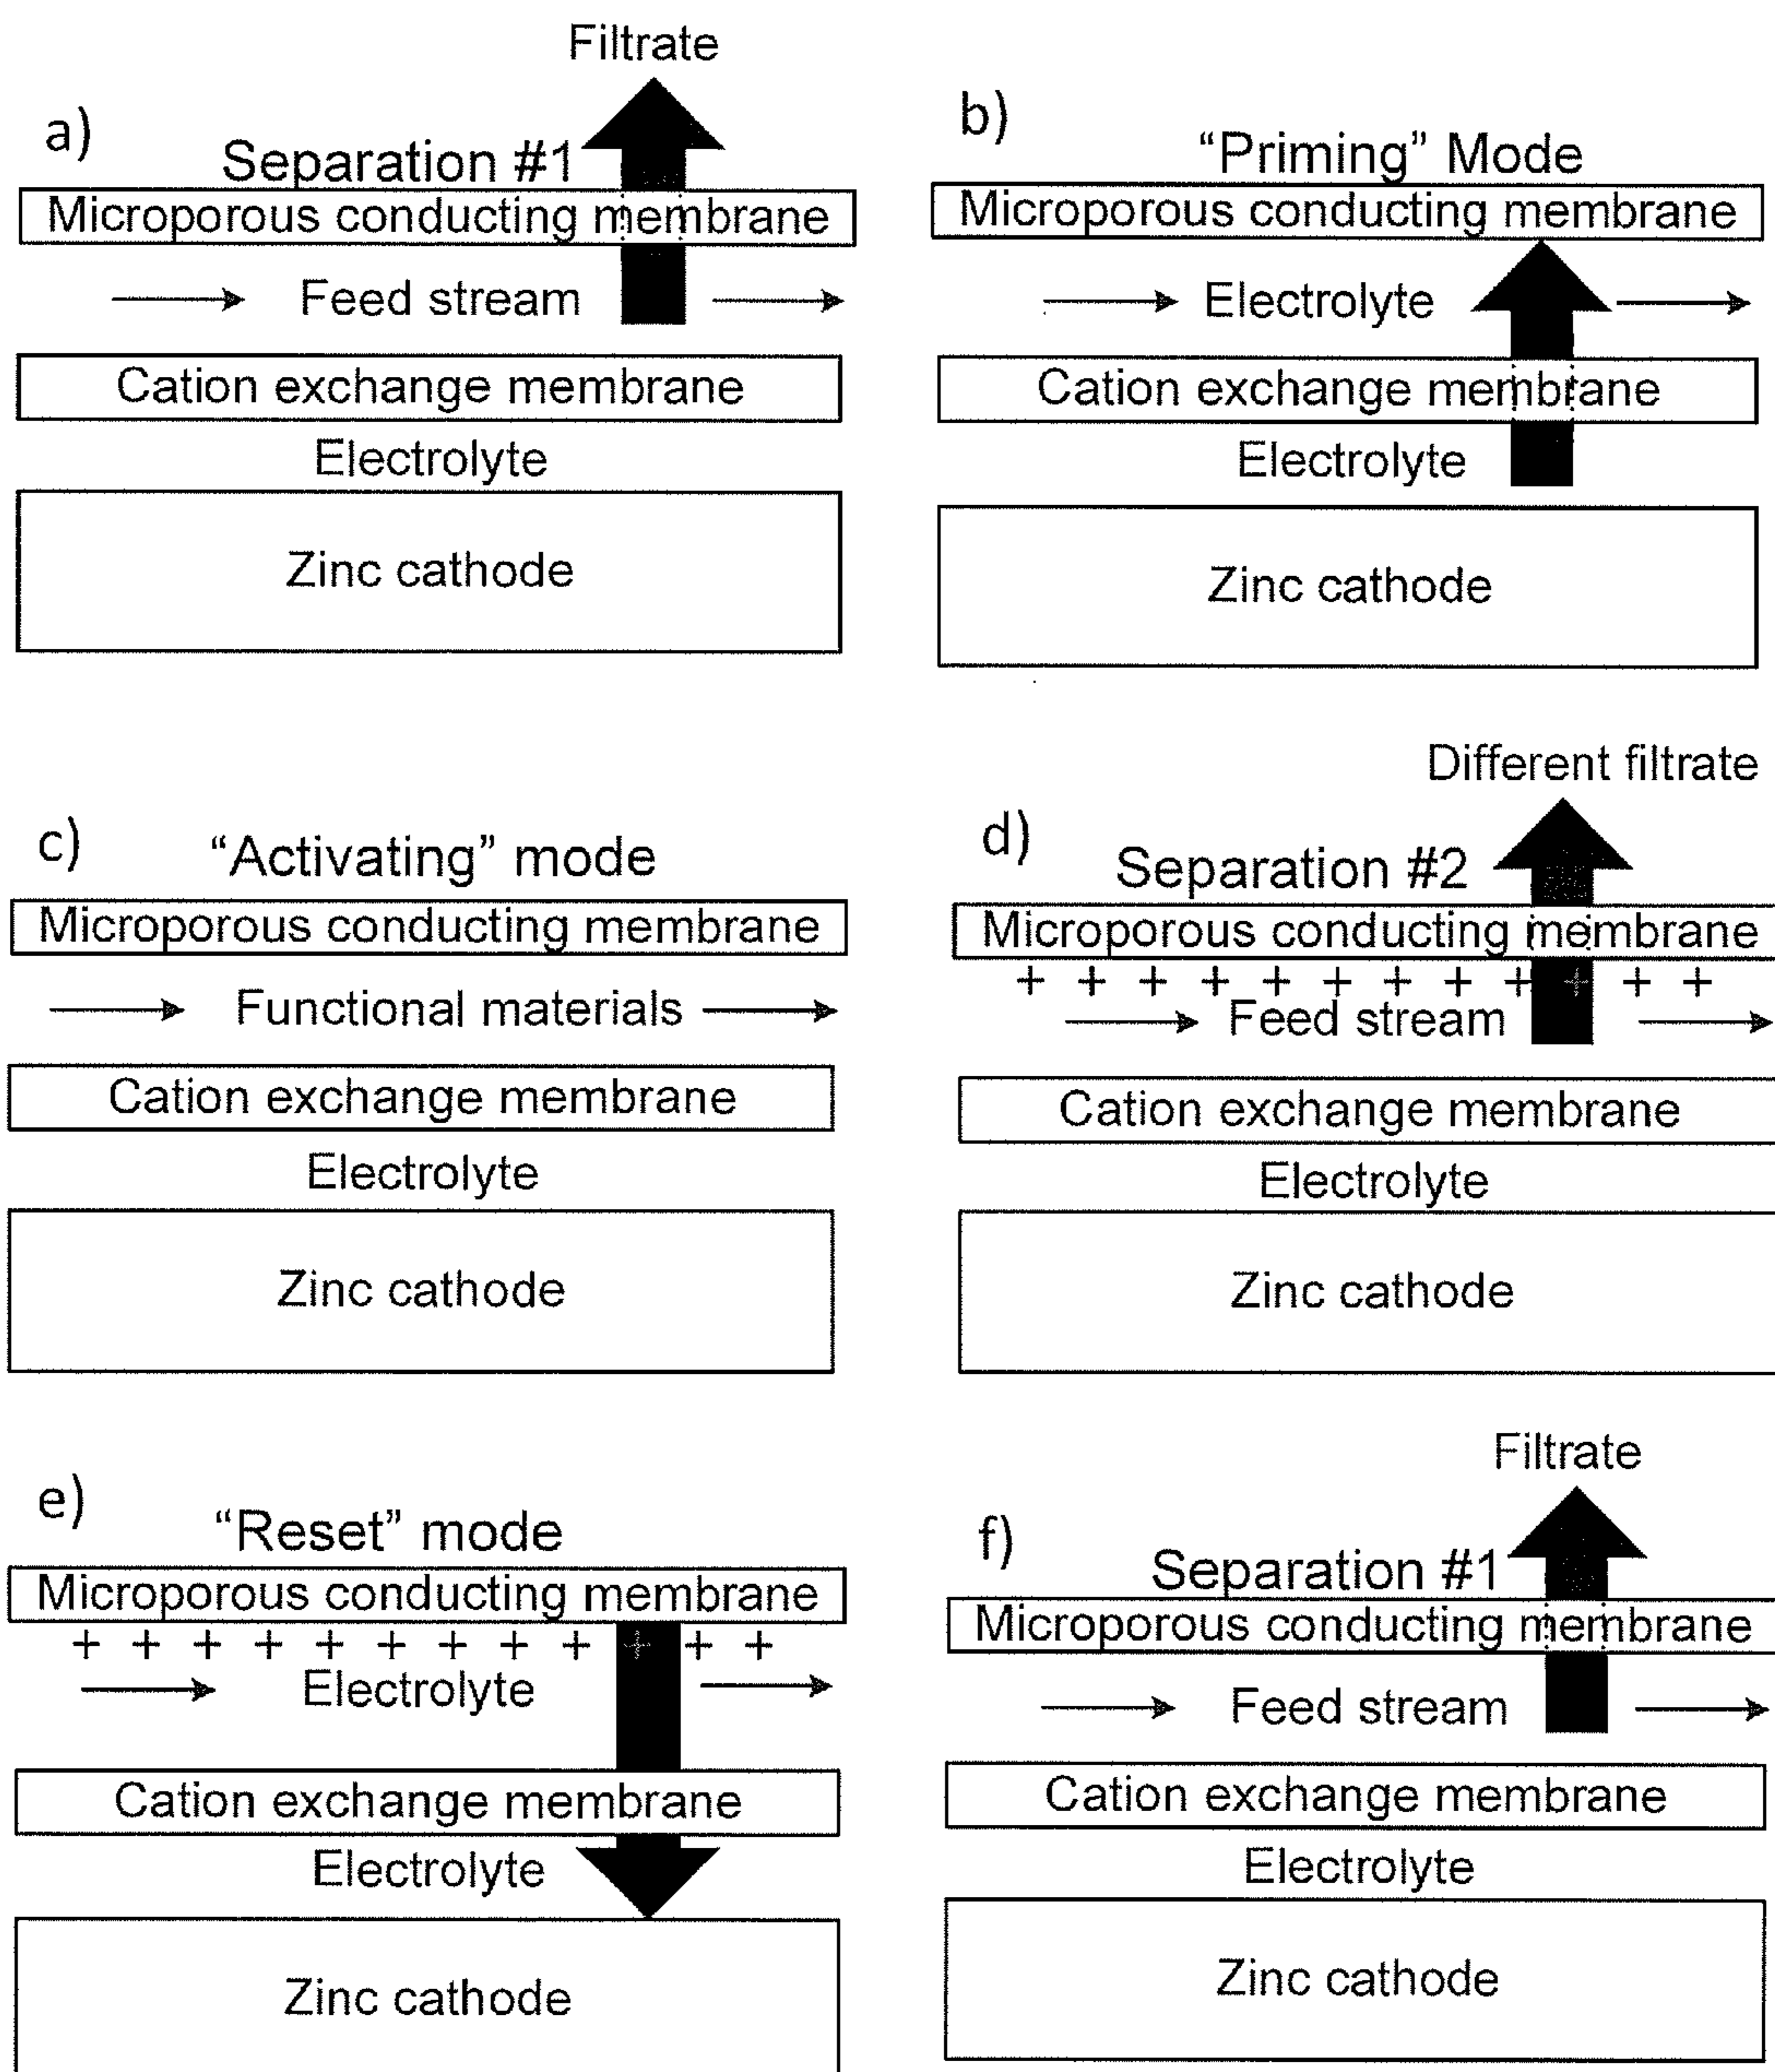 a)
Filtrate
Separation #1
Microporous conducting membrane
Feed stream
Cation exchange membrane
Electrolyte
Zinc cathode
b)
“Priming” Mode
Microporous conducting membrane
Electrolyte
Cation exchange membrane
Electrolyte
Zinc cathode
c)
“Activating” mode
Microporous conducting membrane
Functional materials
Cation exchange membrane
Electrolyte
Zinc cathode
d)
Different filtrate
Separation #2
Microporous conducting membrane
+ + + + + + + + + + + +
Feed stream
Cation exchange membrane
Electrolyte
Zinc cathode
e)
“Reset” mode
Microporous conducting membrane
+ + + + + + + + + + + +
Electrolyte
Cation exchange membrane
Electrolyte
Zinc cathode
f)
Filtrate
Separation #1
Microporous conducting membrane
Feed stream
Cation exchange membrane
Electrolyte
Zinc cathode